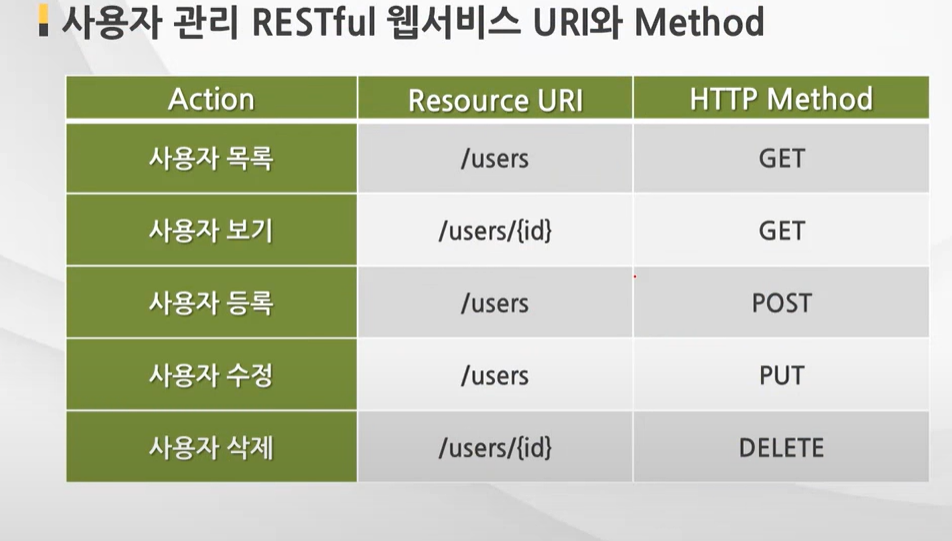 사용자 관리 RESTful 웹서비스 URI와 Method
Action Resource URI HTTP Method
사용자 목록 /users GET
사용자 보기 /users/{id} GET
사용자 등록 /users POST
사용자 수정 /users PUT
사용자 삭제 /users/{id} DELETE